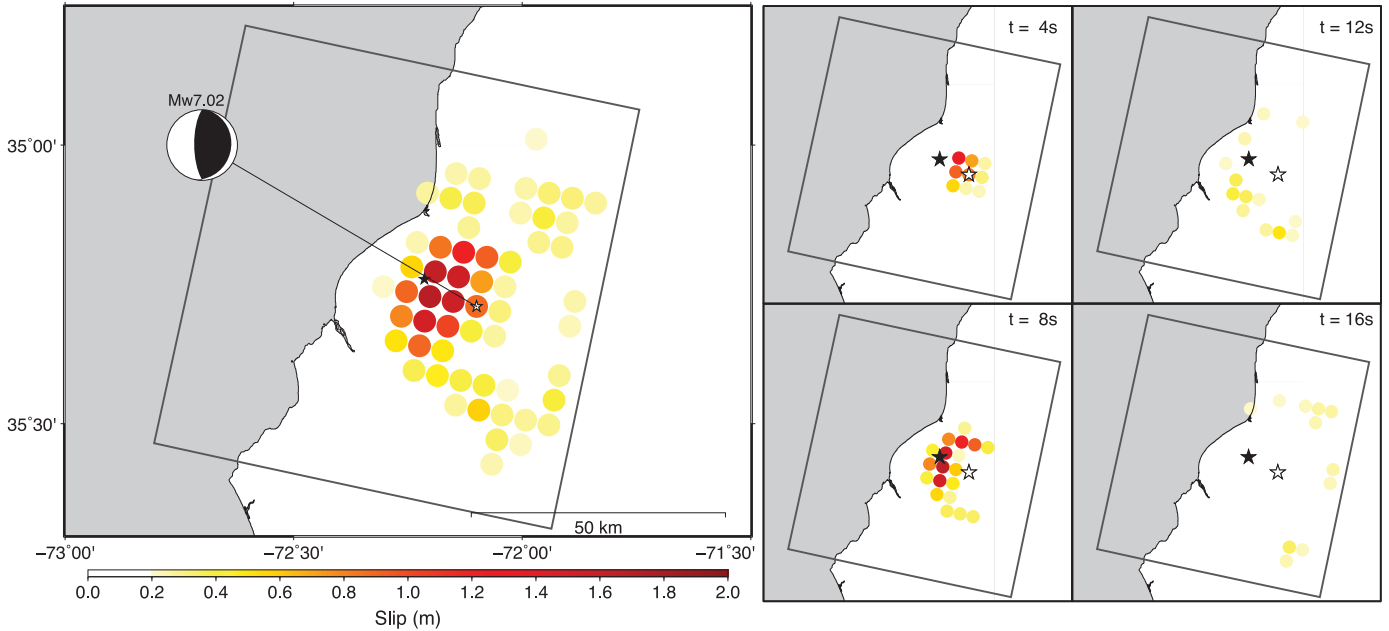 Mw7.02
35˚00'
35˚30'
50 km
−73˚00'
−72˚30'
−72˚00'
−71˚30'
0.0 0.2 0.4 0.6 0.8 1.0 1.2 1.4 1.6 1.8 2.0
Slip (m)
t = 4s
t = 12s
t = 8s
t = 16s